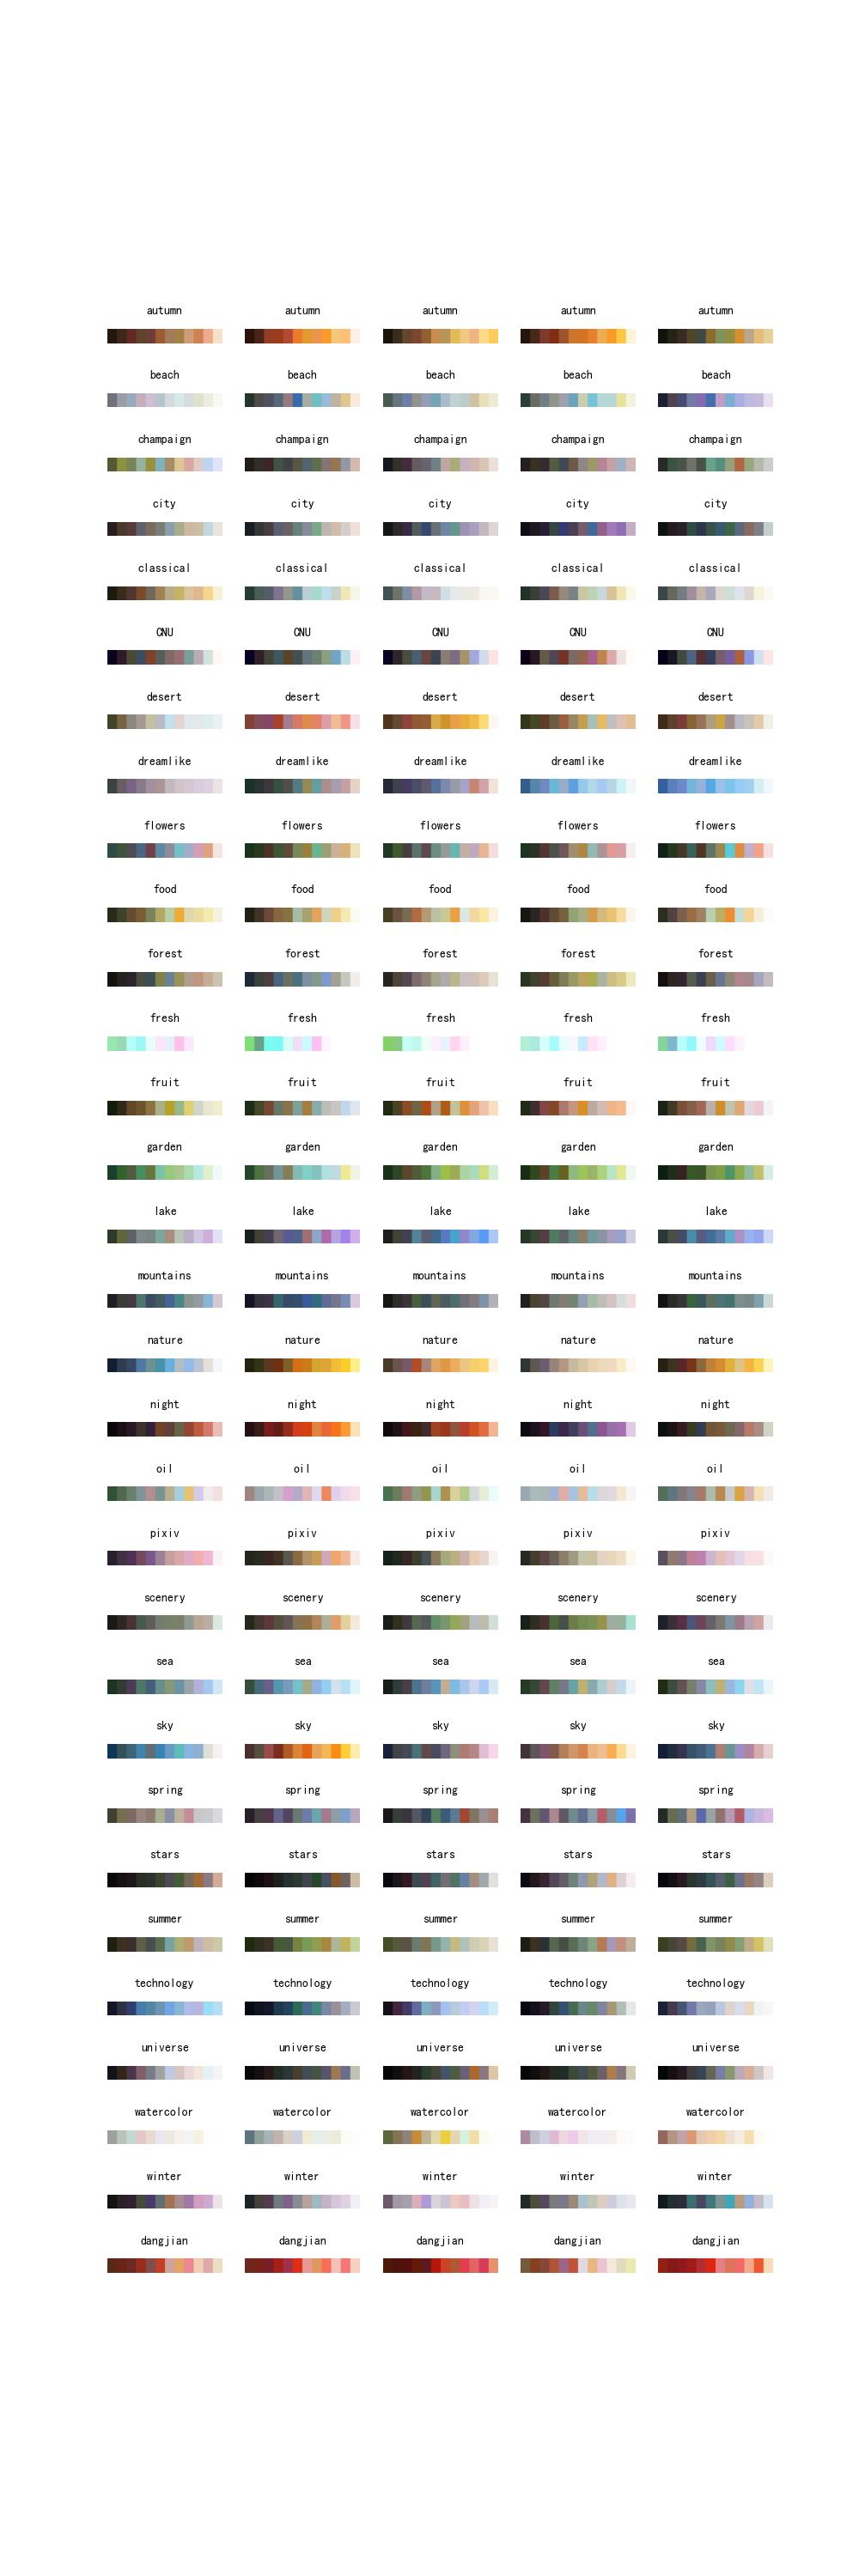 autumn autumn autumn autumn autumn
beach beach beach beach beach
champaign champaign champaign champaign champaign
city city city city city
classical classical classical classical classical
CNU CNU CNU CNU CNU
desert desert desert desert desert
dreamlike dreamlike dreamlike dreamlike dreamlike
flowers flowers flowers flowers flowers
food food food food food
forest forest forest forest forest
fresh fresh fresh fresh fresh
fruit fruit fruit fruit fruit
garden garden garden garden garden
lake lake lake lake lake
mountains mountains mountains mountains mountains
nature nature nature nature nature
night night night night night
oil oil oil oil oil
pixiv pixiv pixiv pixiv pixiv
scenery scenery scenery scenery scenery
sea sea sea sea sea
sky sky sky sky sky
spring spring spring spring spring
stars stars stars stars stars
summer summer summer summer summer
technology technology technology technology technology
universe universe universe universe universe
watercolor watercolor watercolor watercolor watercolor
winter winter winter winter winter
dangjian dangjian dangjian dangjian dangjian